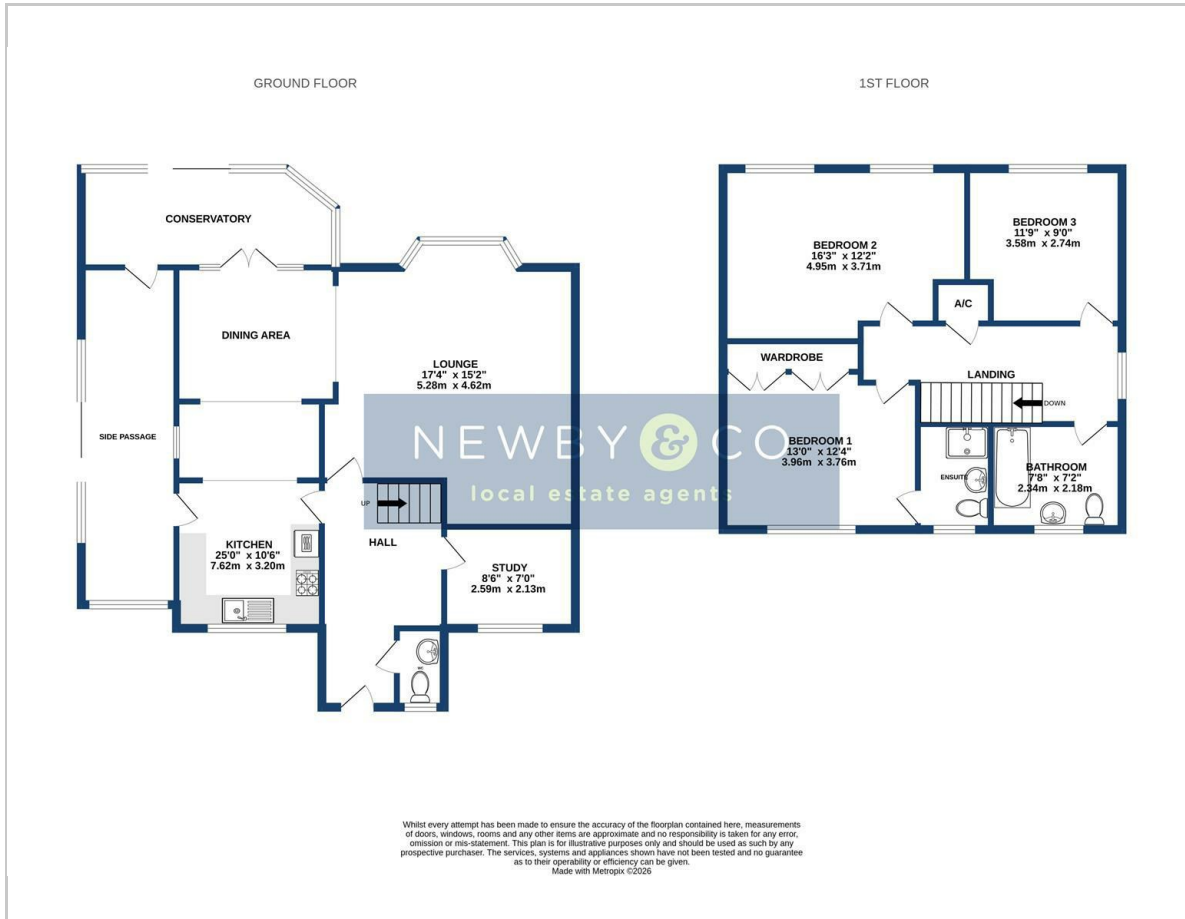 GROUND FLOOR
1ST FLOOR
CONSERVATORY
DINING AREA
LOUNGE
17'4" x 15'2"
5.28m x 4.62m
SIDE PASSAGE
KITCHEN
25'0" x 10'6"
7.62m x 3.20m
UP
HALL
STUDY
8'6" x 7'0"
2.59m x 2.13m
WC
BEDROOM 2
16'3" x 12'2"
4.95m x 3.71m
BEDROOM 3
11'9" x 9'0"
3.58m x 2.74m
A/C
WARDROBE
LANDING
DOWN
BEDROOM 1
13'0" x 12'4"
3.96m x 3.76m
ENSUITE
BATHROOM
7'8" x 7'2"
2.34m x 2.18m
NEWBY & CO
local estate agents
Whilst every attempt has been made to ensure the accuracy of the floorplan contained here, measurements
of doors, windows, rooms and any other items are approximate and no responsibility is taken for any error,
omission or mis-statement. This plan is for illustrative purposes only and should be used as such by any
prospective purchaser. The services, systems and appliances shown have not been tested and no guarantee
as to their operability or efficiency can be given.
Made with Metropix ©2026